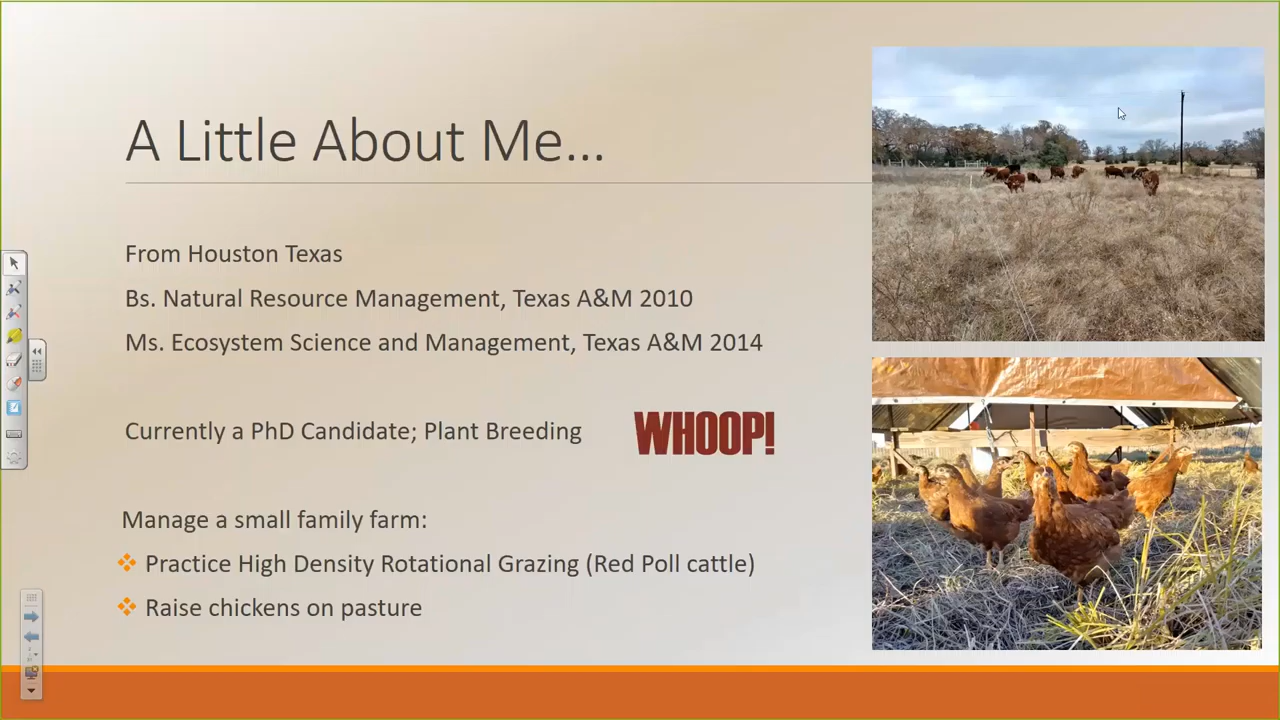 A Little About Me...
From Houston Texas
Bs. Natural Resource Management, Texas A&M 2010
Ms. Ecosystem Science and Management, Texas A&M 2014
Currently a PhD Candidate; Plant Breeding
WHOOP!
Manage a small family farm:
Practice High Density Rotational Grazing (Red Poll cattle)
Raise chickens on pasture